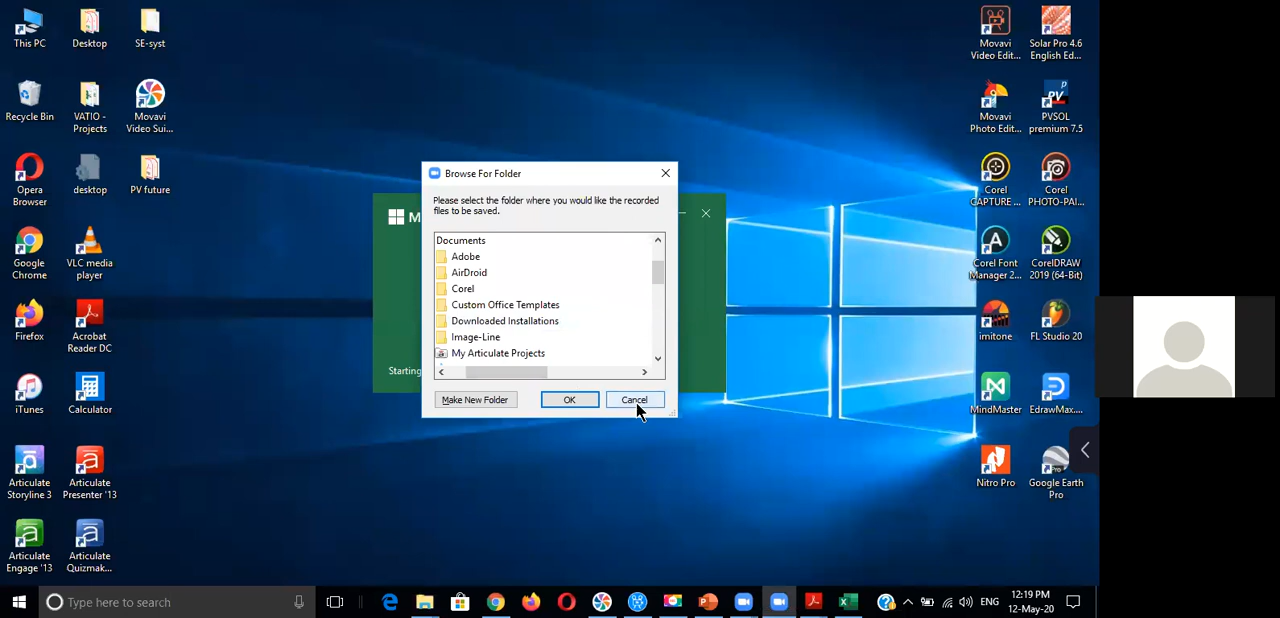 This PC
Desktop
SE-syst
Recycle Bin
VATIO -
Projects
Movavi
Video Sui...
Opera
Browser
desktop
PV future
Google
Chrome
VLC media
player
Firefox
Acrobat
Reader DC
iTunes
Calculator
Articulate
Storyline 3
Articulate
Presenter '13
Articulate
Engage '13
Articulate
Quizmak...
M
Starting
Browse For Folder
Please select the folder where you would like the recorded
files to be saved.
Documents
Adobe
AirDroid
Corel
Custom Office Templates
Downloaded Installations
Image-Line
My Articulate Projects
Make New Folder
OK
Cancel
Movavi
Video Edit...
Solar Pro 4.6
English Ed...
Movavi
Photo Edit...
PVSOL
premium 7.5
Corel
CAPTURE ...
Corel
PHOTO-PAI...
Corel Font
Manager 2...
CorelDRAW
2019 (64-Bit)
imitone
FL Studio 20
MindMaster
EdrawMax...
Nitro Pro
Google Earth
Pro
Type here to search
ENG
12:19 PM
12-May-20